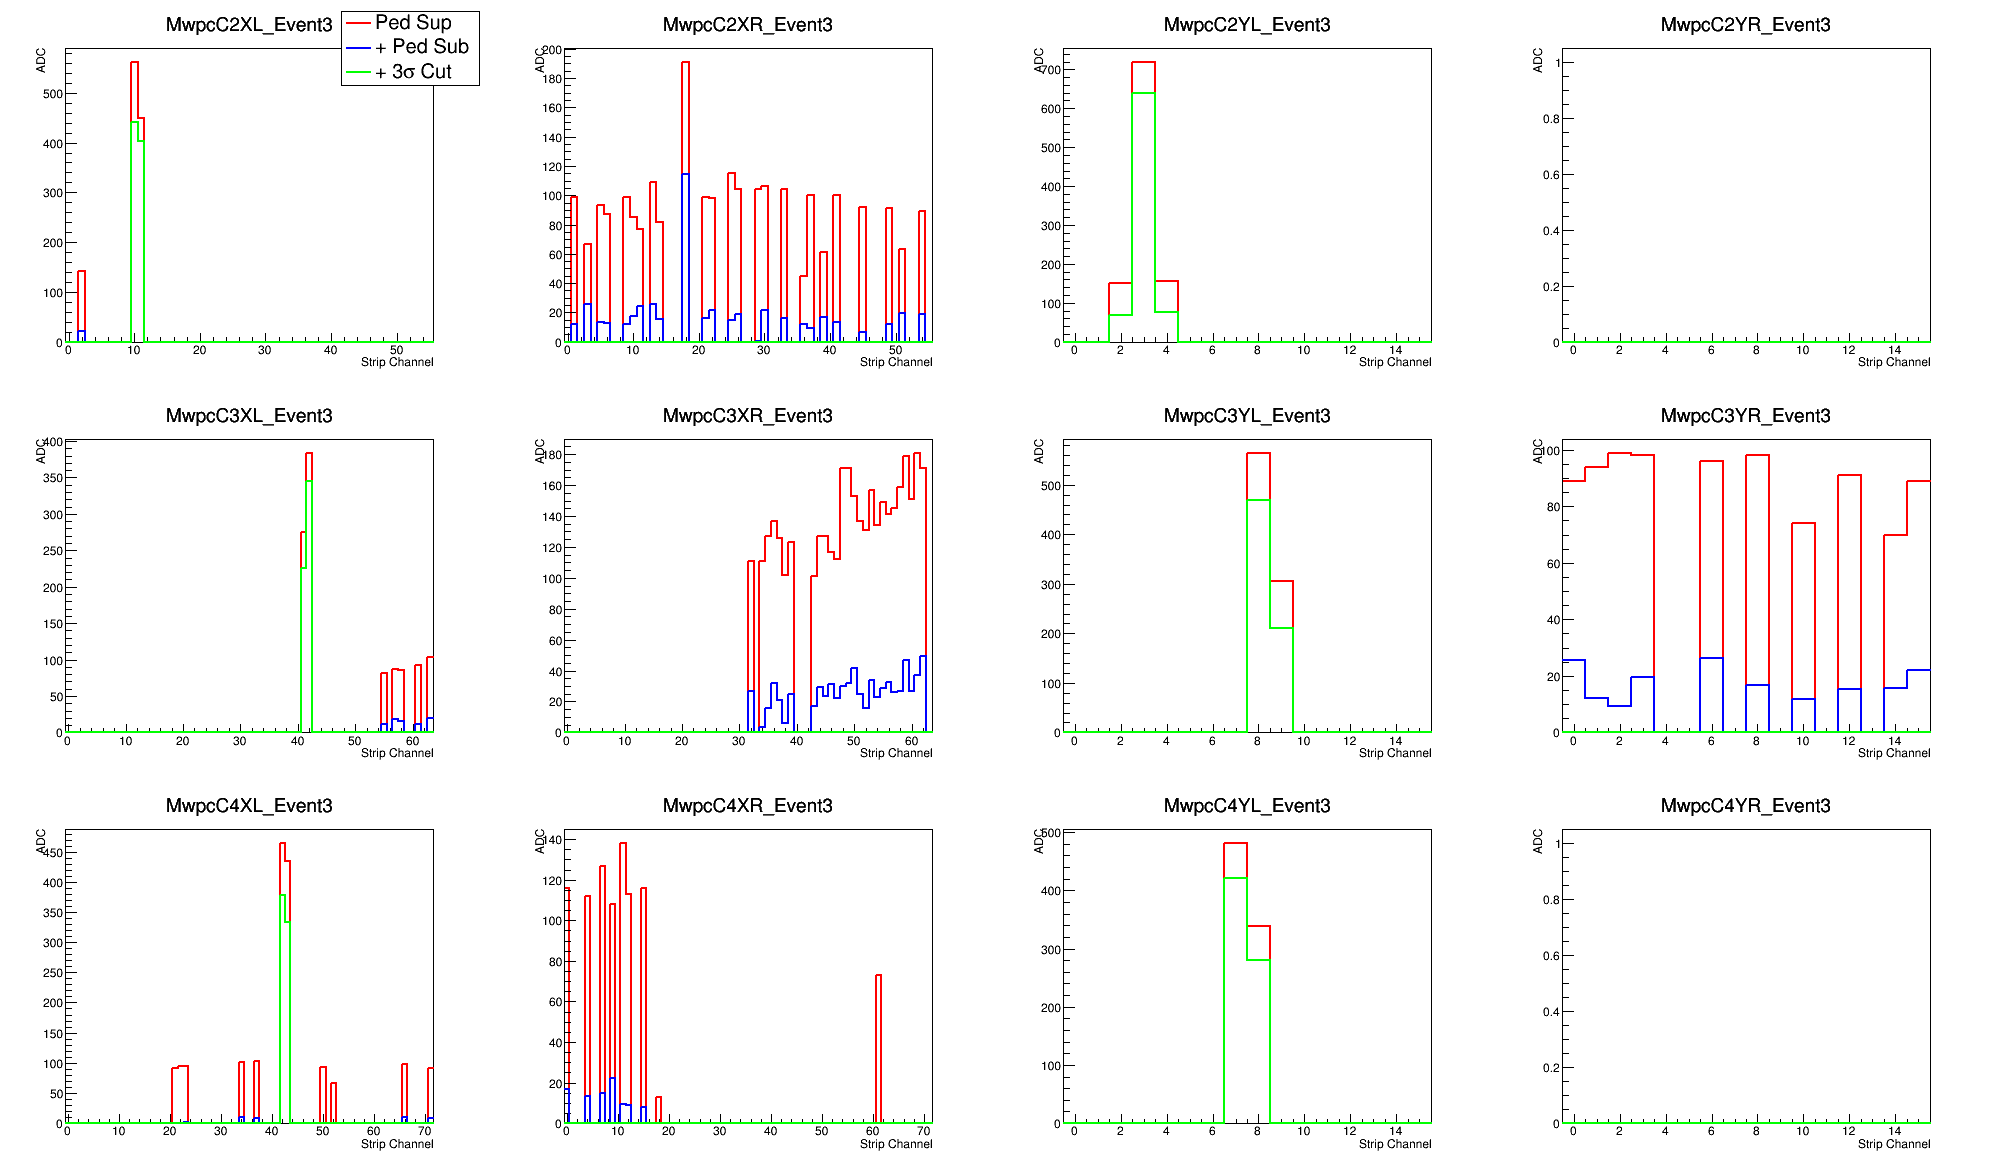 MwpcC2XL_Event3
Ped Sup
+ Ped Sub
+ 3σ Cut
ADC
500
400
300
200
100
0
0 10 20 30 40 50
Strip Channel
MwpcC2XR_Event3
ADC
200
180
160
140
120
100
80
60
40
20
0
0 10 20 30 40 50
Strip Channel
MwpcC2YL_Event3
ADC
700
600
500
400
300
200
100
0
0 2 4 6 8 10 12 14
Strip Channel
MwpcC2YR_Event3
ADC
1
0.8
0.6
0.4
0.2
0
0 2 4 6 8 10 12 14
Strip Channel
MwpcC3XL_Event3
ADC
400
350
300
250
200
150
100
50
0
0 10 20 30 40 50 60
Strip Channel
MwpcC3XR_Event3
ADC
180
160
140
120
100
80
60
40
20
0
0 10 20 30 40 50 60
Strip Channel
MwpcC3YL_Event3
ADC
500
400
300
200
100
0
0 2 4 6 8 10 12 14
Strip Channel
MwpcC3YR_Event3
ADC
100
80
60
40
20
0
0 2 4 6 8 10 12 14
Strip Channel
MwpcC4XL_Event3
ADC
450
400
350
300
250
200
150
100
50
0
0 10 20 30 40 50 60 70
Strip Channel
MwpcC4XR_Event3
ADC
140
120
100
80
60
40
20
0
0 10 20 30 40 50 60 70
Strip Channel
MwpcC4YL_Event3
ADC
500
400
300
200
100
0
0 2 4 6 8 10 12 14
Strip Channel
MwpcC4YR_Event3
ADC
1
0.8
0.6
0.4
0.2
0
0 2 4 6 8 10 12 14
Strip Channel